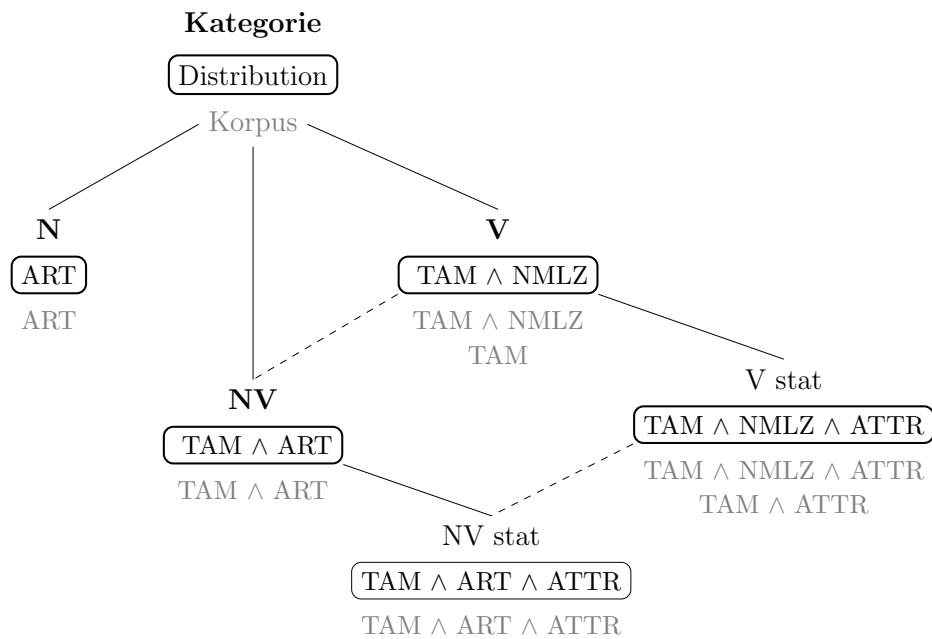 Kategorie
Distribution
Korpus
N
V
ART
TAM ∧ NMLZ
ART
TAM ∧ NMLZ
TAM
V stat
NV
TAM ∧ NMLZ ∧ ATTR
TAM ∧ ART
TAM ∧ NMLZ ∧ ATTR
TAM ∧ ART
TAM ∧ ATTR
NV stat
TAM ∧ ART ∧ ATTR
TAM ∧ ART ∧ ATTR